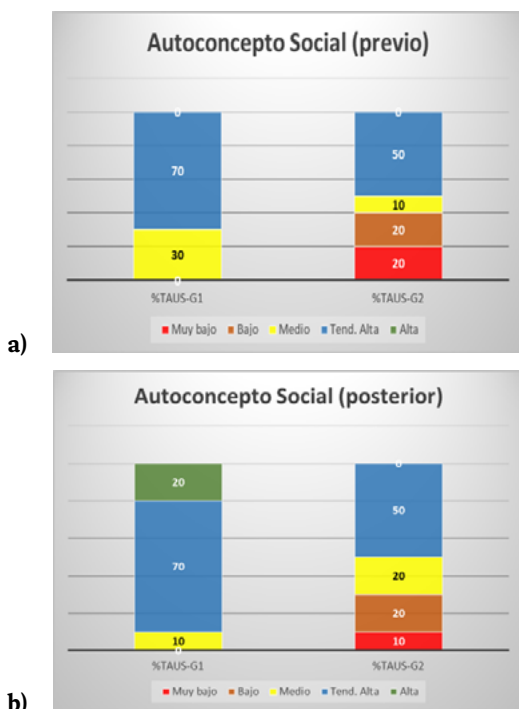 Autoconcepto Social (previo)
0 0
70 50
10
30 20
0 20
%TAUS-G1 %TAUS-G2
Muy bajo Bajo Medio Tend. Alta Alta
a)
Autoconcepto Social (posterior)
0
20
50
70
20
20
10 10
0
%TAUS-G1 %TAUS-G2
Muy bajo Bajo Medio Tend. Alta Alta
b)